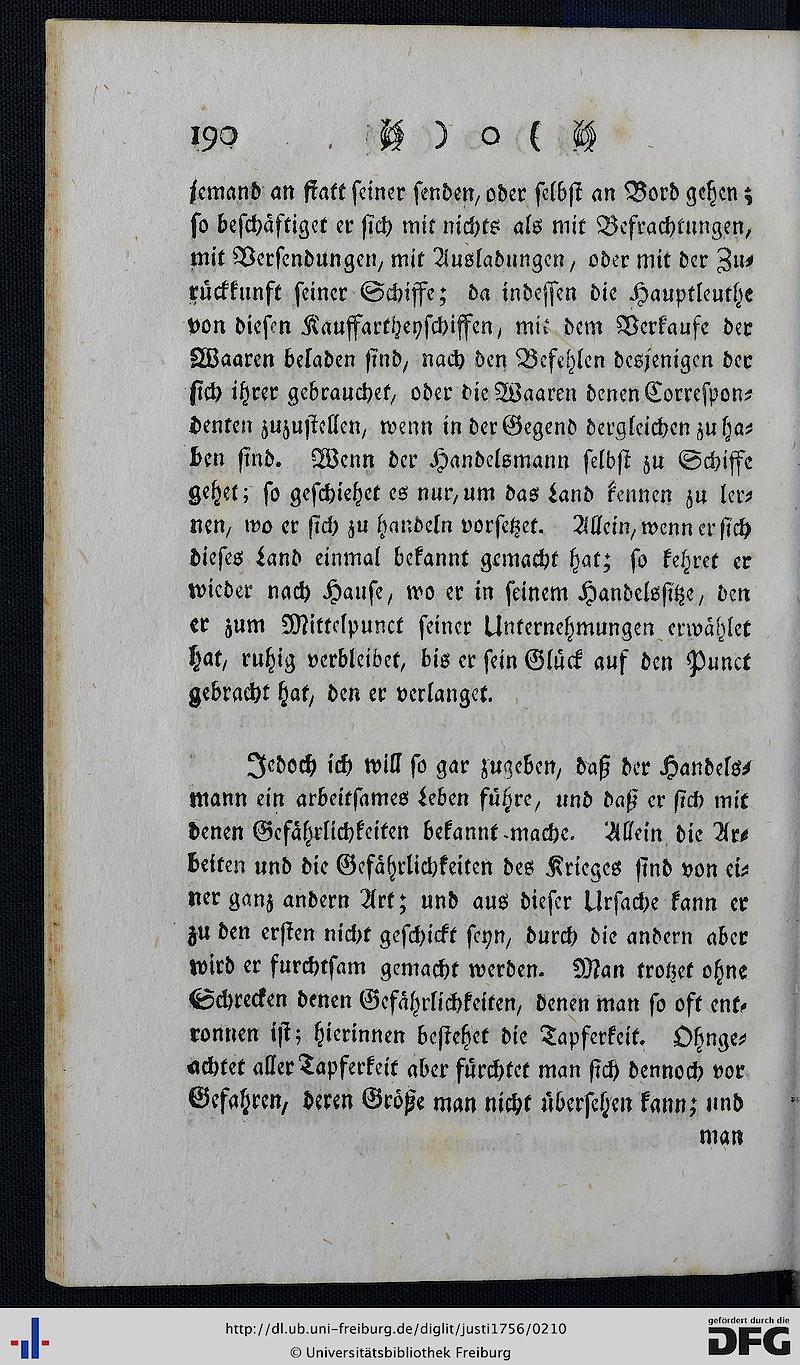 190 ) o (
jemand an statt seiner senden, oder selbst an Bord gehen;
so beschäftiget er sich mit nichts als mit Befrachtungen,
mit Versendungen, mit Ausladungen, oder mit der Zu-
rückkunft seiner Schiffe; da indessen die Hauptleuthe
von diesen Kauffartheyschiffen, mit dem Verkaufe der
Waaren beladen sind, nach den Befehlen desjenigen der
sich ihrer gebrauchet, oder die Waaren denen Correspon-
denten zuzustellen, wenn in der Gegend dergleichen zu ha-
ben sind. Wenn der Handelsmann selbst zu Schiffe
gehet; so geschiehet es nur, um das Land kennen zu ler-
nen, wo er sich zu handeln vorsetzet. Allein, wenn er sich
dieses Land einmal bekannt gemacht hat; so kehret er
wieder nach Hause, wo er in seinem Handelssitze, den
er zum Mittelpunct seiner Unternehmungen erwählet
hat, ruhig verbleibet, bis er sein Glück auf den Punct
gebracht hat, den er verlanget.
Jedoch ich will so gar zugeben, daß der Handels-
mann ein arbeitsames Leben führe, und daß er sich mit
denen Gefährlichkeiten bekannt mache. Allein die Ar-
beiten und die Gefährlichkeiten des Krieges sind von ei-
ner ganz andern Art; und aus dieser Ursache kann er
zu den ersten nicht geschickt seyn, durch die andern aber
wird er furchtsam gemacht werden. Man trotzet ohne
Schrecken denen Gefährlichkeiten, denen man so oft ent-
ronnen ist; hierinnen bestehet die Tapferkeit. Ohnge-
achtet aller Tapferkeit aber fürchtet man sich dennoch vor
Gefahren, deren Größe man nicht übersehen kann; und
man
http://dl.ub.uni-freiburg.de/diglit/justi1756/0210
© Universitätsbibliothek Freiburg
gefördert durch die
DFG